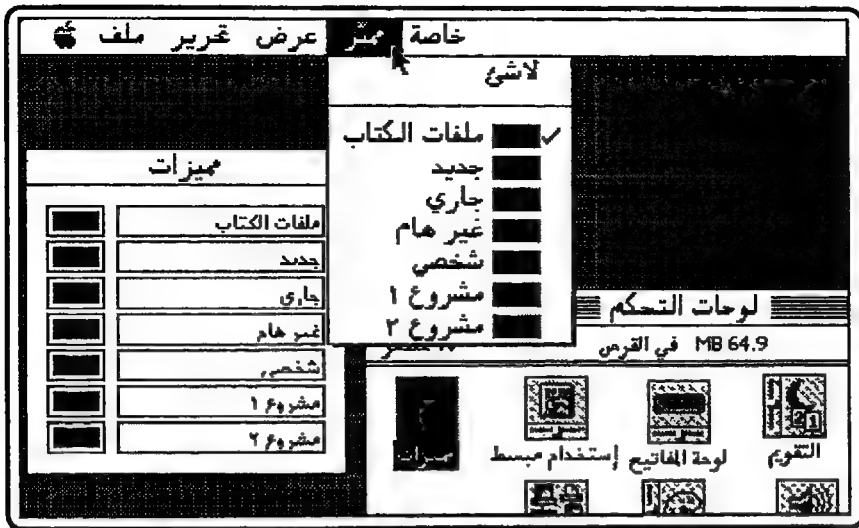 ملف تحرير عرض مميّز خاصة
لاشئ
ملفات الكتاب
جديد
جاري
غير هام
شخصي
مشروع ١
مشروع ٢
مميزات
ملفات الكتاب
جديد
جاري
غير هام
شخصي
مشروع ١
مشروع ٢
لوحات التحكم
64.9 MB في القرص
التقويم
لوحة المفاتيح
إستخدام مبسط
مميزات